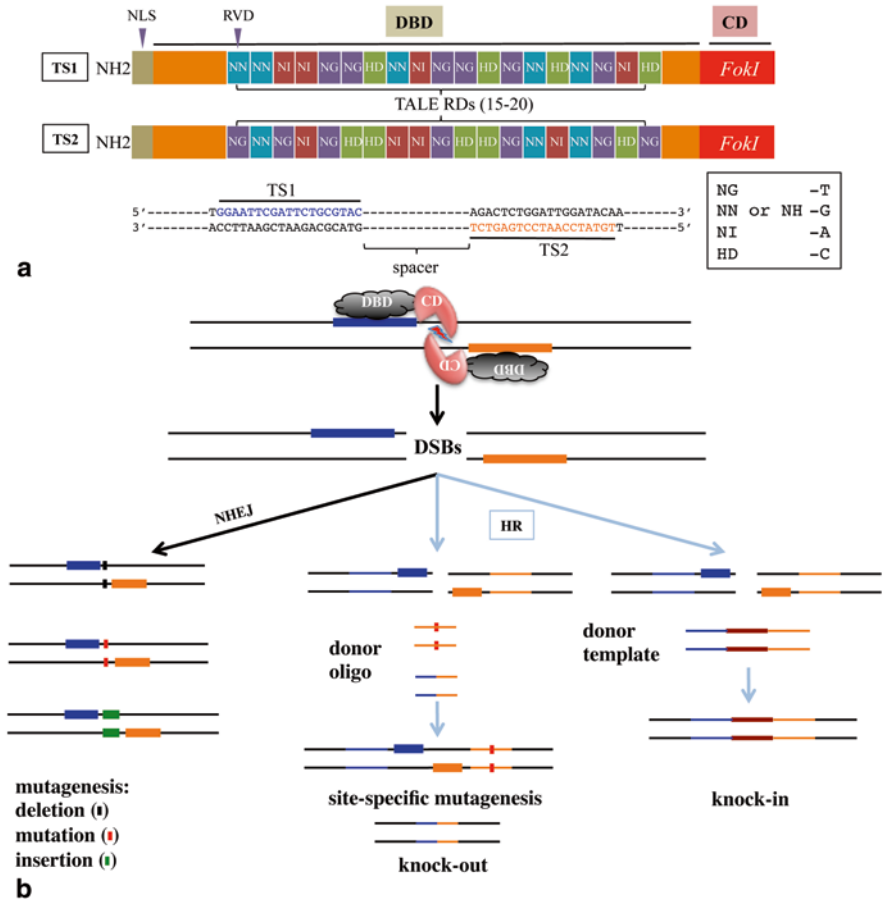 NLS RVD DBD CD
TS1 NH2 NN NN NI NI NG NG HD NN NI NG NG HD NG NN HD NN NG NI HD FokI
TALE RDs (15-20)
TS2 NH2 NG NN NG NI NG HD HD NI NI NG HD HD NG HD NN NN NN HD NG FokI
TS1
5' TGGAATTCGATTCTGCGTAC AGACTCTGGATTGGATACAA 3'
3' ACCTTAAGCTAAGACGCATG TCTGAGTCCTAACCTATGTT 5'
spacer TS2
NG -T
NN or NH -G
NI -A
HD -C
a
DBD CD
CD DBD
DSBs
NHEJ
HR
donor
oligo
donor
template
site-specific mutagenesis
knock-out
knock-in
mutagenesis:
deletion ( )
mutation ( )
insertion ( )
b